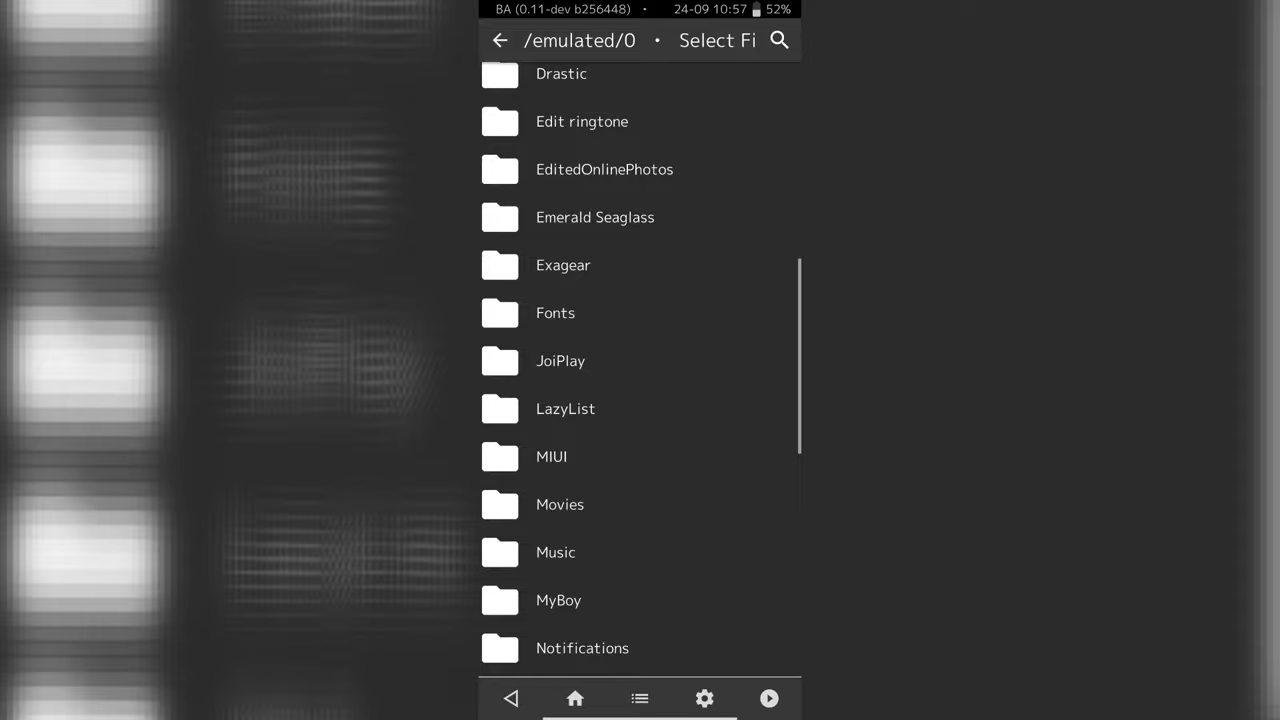 BA (0.11-dev b256448) • 24-09 10:57 52%
/emulated/0 • Select Fi
Drastic
Edit ringtone
EditedOnlinePhotos
Emerald Seaglass
Exagear
Fonts
JoiPlay
LazyList
MIUI
Movies
Music
MyBoy
Notifications